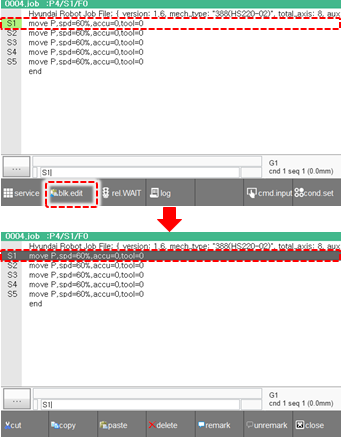 0004.job :P4/S1/F0
Hyundai Robot Job File; { version: 1.6, mech_type: "388(HS220-02)", total_axis: 8, aux
S1 move P,spd=60%,accu=0,tool=0
S2 move P,spd=60%,accu=0,tool=0
S3 move P,spd=60%,accu=0,tool=0
S4 move P,spd=60%,accu=0,tool=0
S5 move P,spd=60%,accu=0,tool=0
end
G1
... S1 cnd 1 seq 1 (0.0mm)
service blk.edit rel.WAIT log cmd.input cond.set
0004.job :P4/S1/F0
Hyundai Robot Job File; { version: 1.6, mech_type: "388(HS220-02)", total_axis: 8, aux
S1 move P,spd=60%,accu=0,tool=0
S2 move P,spd=60%,accu=0,tool=0
S3 move P,spd=60%,accu=0,tool=0
S4 move P,spd=60%,accu=0,tool=0
S5 move P,spd=60%,accu=0,tool=0
end
G1
... S1 cnd 1 seq 1 (0.0mm)
cut copy paste delete remark unremark close